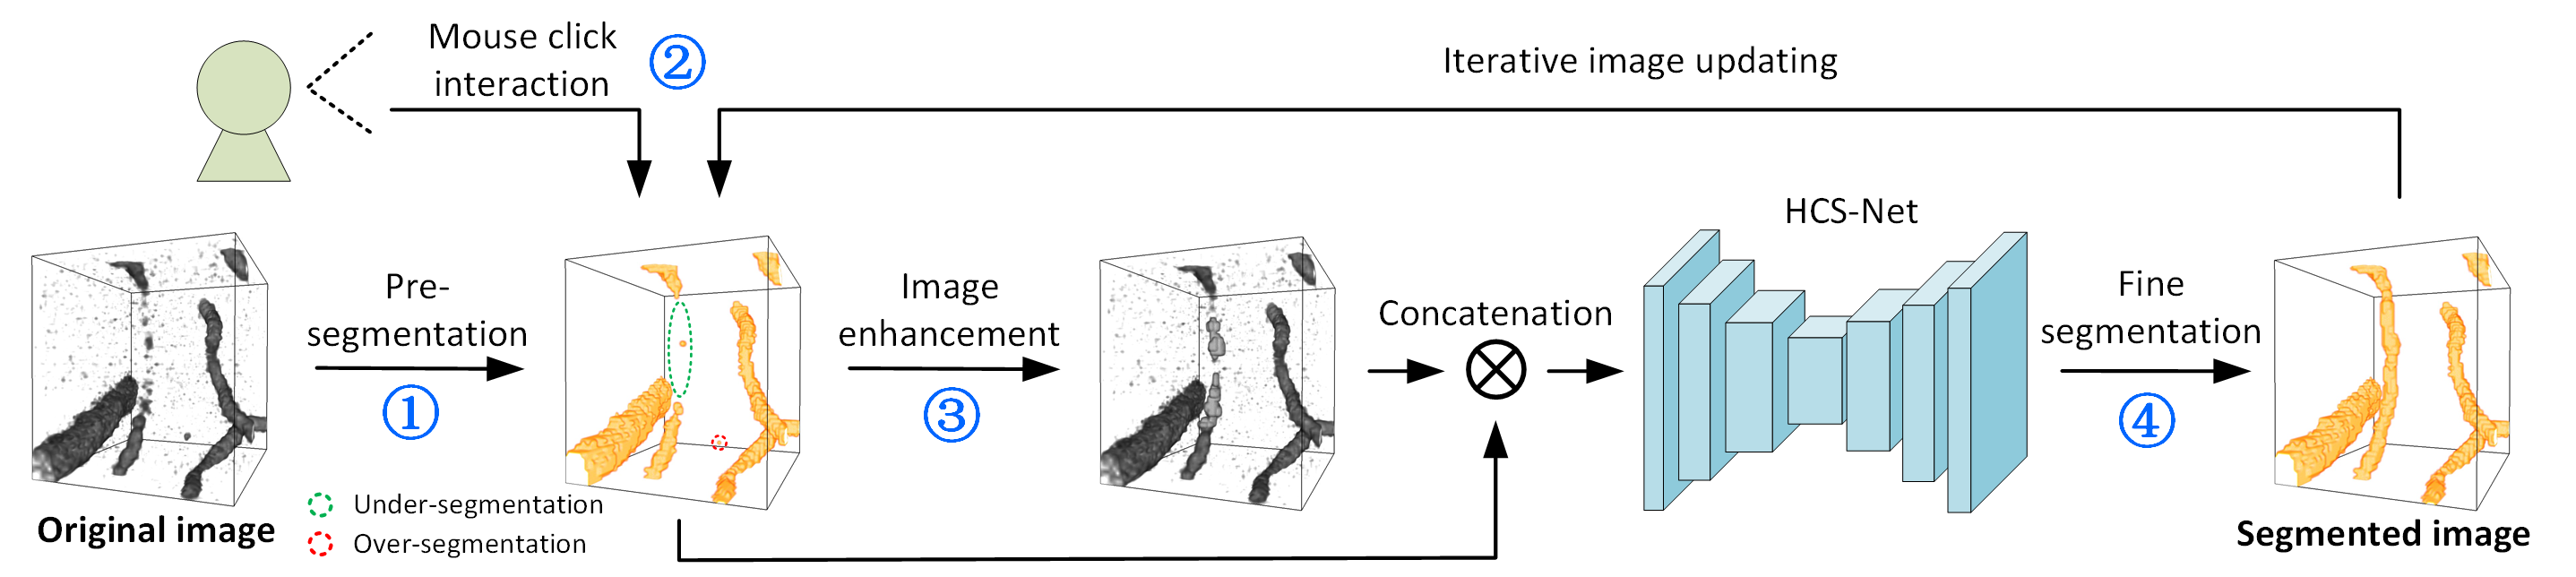 Mouse click
interaction
②
Iterative image updating
HCS-Net
Pre-
segmentation
①
Image
enhancement
③
Concatenation
Fine
segmentation
④
Under-segmentation
Over-segmentation
Original image
Segmented image